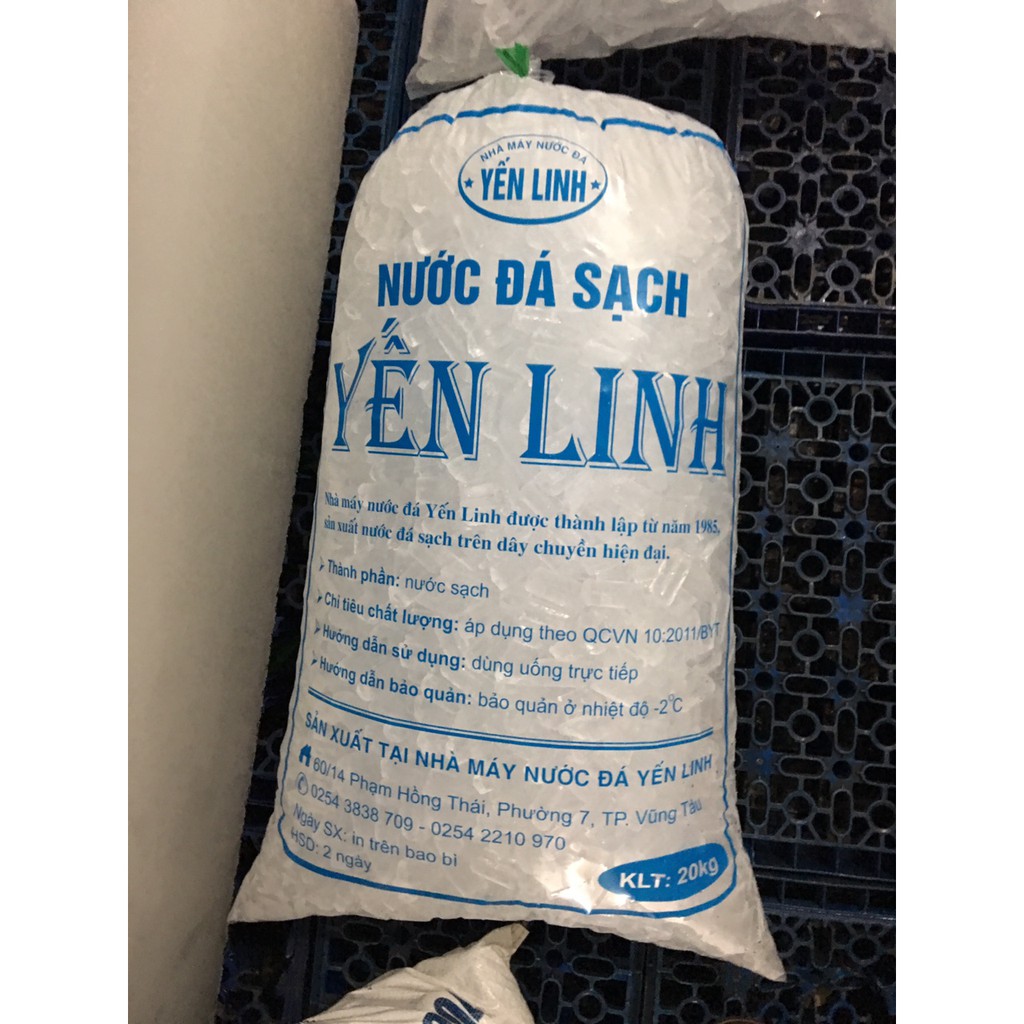 NHÀ MÁY NƯỚC ĐÁ
YẾN LINH
NƯỚC ĐÁ SẠCH
YẾN LINH
Nhà máy nước đá Yến Linh được thành lập từ năm 1985,
sản xuất nước đá sạch trên dây chuyền hiện đại.
Thành phần: nước sạch
Chỉ tiêu chất lượng: áp dụng theo QCVN 10:2011/BYT
Hướng dẫn sử dụng: dùng uống trực tiếp
Hướng dẫn bảo quản: bảo quản ở nhiệt độ -2°C
SẢN XUẤT TẠI NHÀ MÁY NƯỚC ĐÁ YẾN LINH
60/14 Phạm Hồng Thái, Phường 7, TP. Vũng Tàu
0254 3838 709 - 0254 2210 970
Ngày SX: in trên bao bì
HSD: 2 ngày
KLT: 20kg